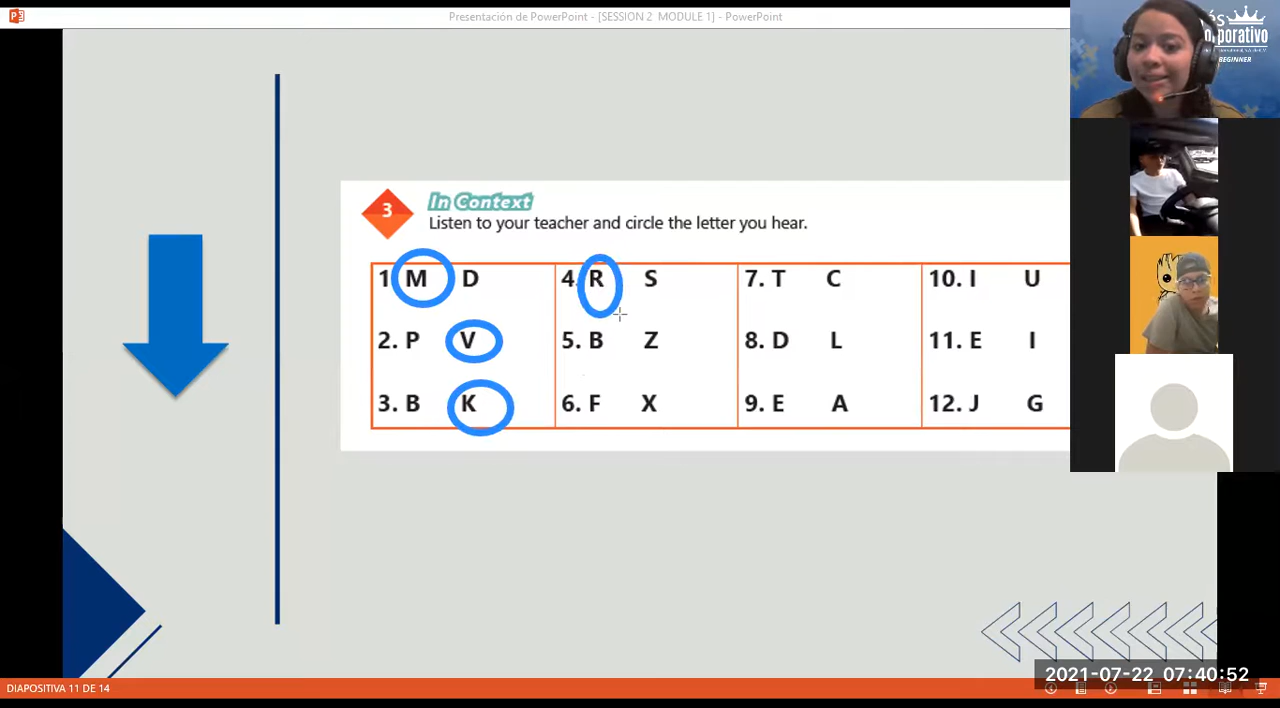 Presentación de PowerPoint - [SESSION 2 MODULE 1] - PowerPoint
BEGINNER
3
In Context
Listen to your teacher and circle the letter you hear.
1 M D 4. R S 7. T C 10. I U
2. P V 5. B Z 8. D L 11. E I
3. B K 6. F X 9. E A 12. J G
2021-07-22 07:40:52
DIAPOSITIVA 11 DE 14